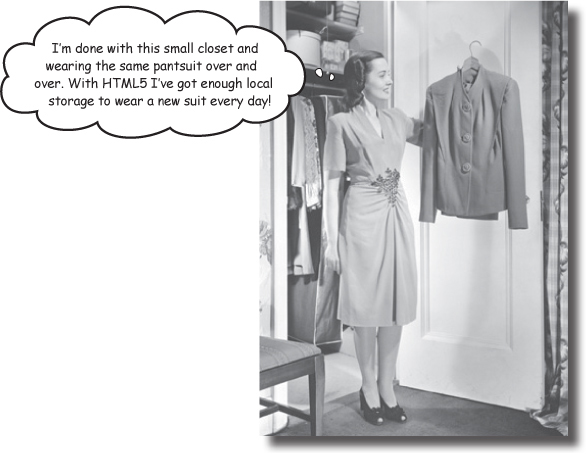 I'm done with this small closet and
wearing the same pantsuit over and
over. With HTML5 I've got enough local
storage to wear a new suit every day!